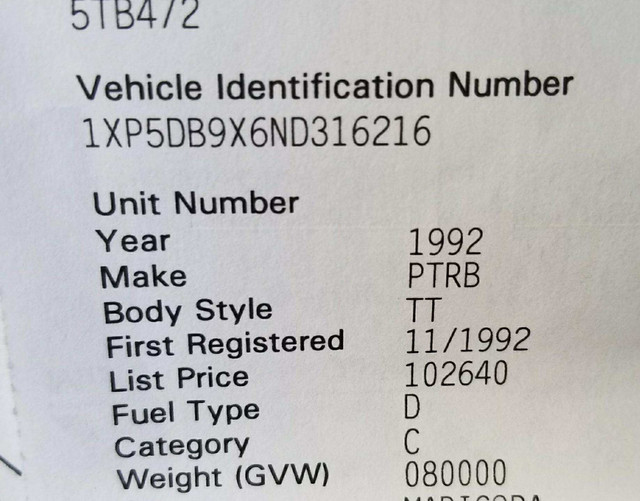 5TB472
Vehicle Identification Number
1XP5DB9X6ND316216
Unit Number
Year 1992
Make PTRB
Body Style TT
First Registered 11/1992
List Price 102640
Fuel Type D
Category C
Weight (GVW) 080000
MARICOPA